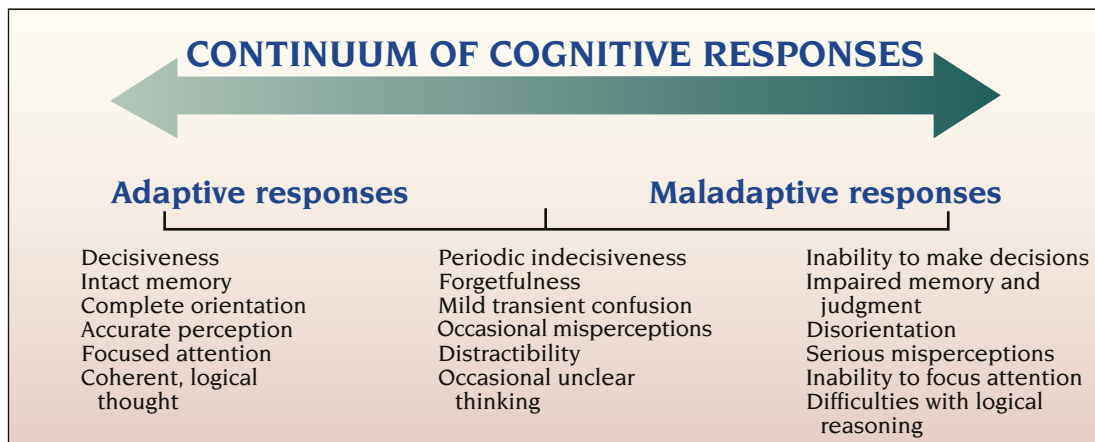 CONTINUUM OF COGNITIVE RESPONSES
Adaptive responses
Maladaptive responses
Decisiveness
Intact memory
Complete orientation
Accurate perception
Focused attention
Coherent, logical
thought
Periodic indecisiveness
Forgetfulness
Mild transient confusion
Occasional misperceptions
Distractibility
Occasional unclear
thinking
Inability to make decisions
Impaired memory and
judgment
Disorientation
Serious misperceptions
Inability to focus attention
Difficulties with logical
reasoning